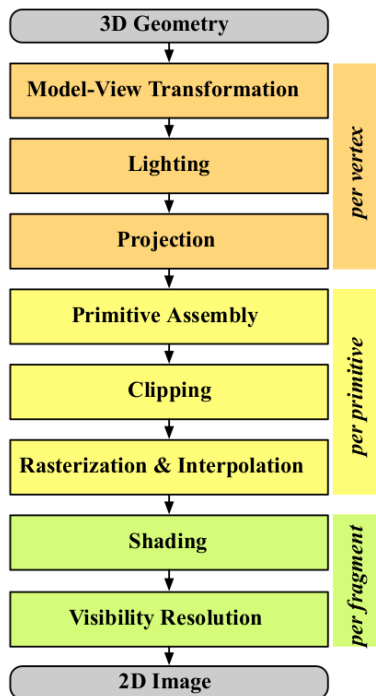 3D Geometry
Model-View Transformation
Lighting
Projection
per vertex
Primitive Assembly
Clipping
Rasterization & Interpolation
per primitive
Shading
Visibility Resolution
per fragment
2D Image